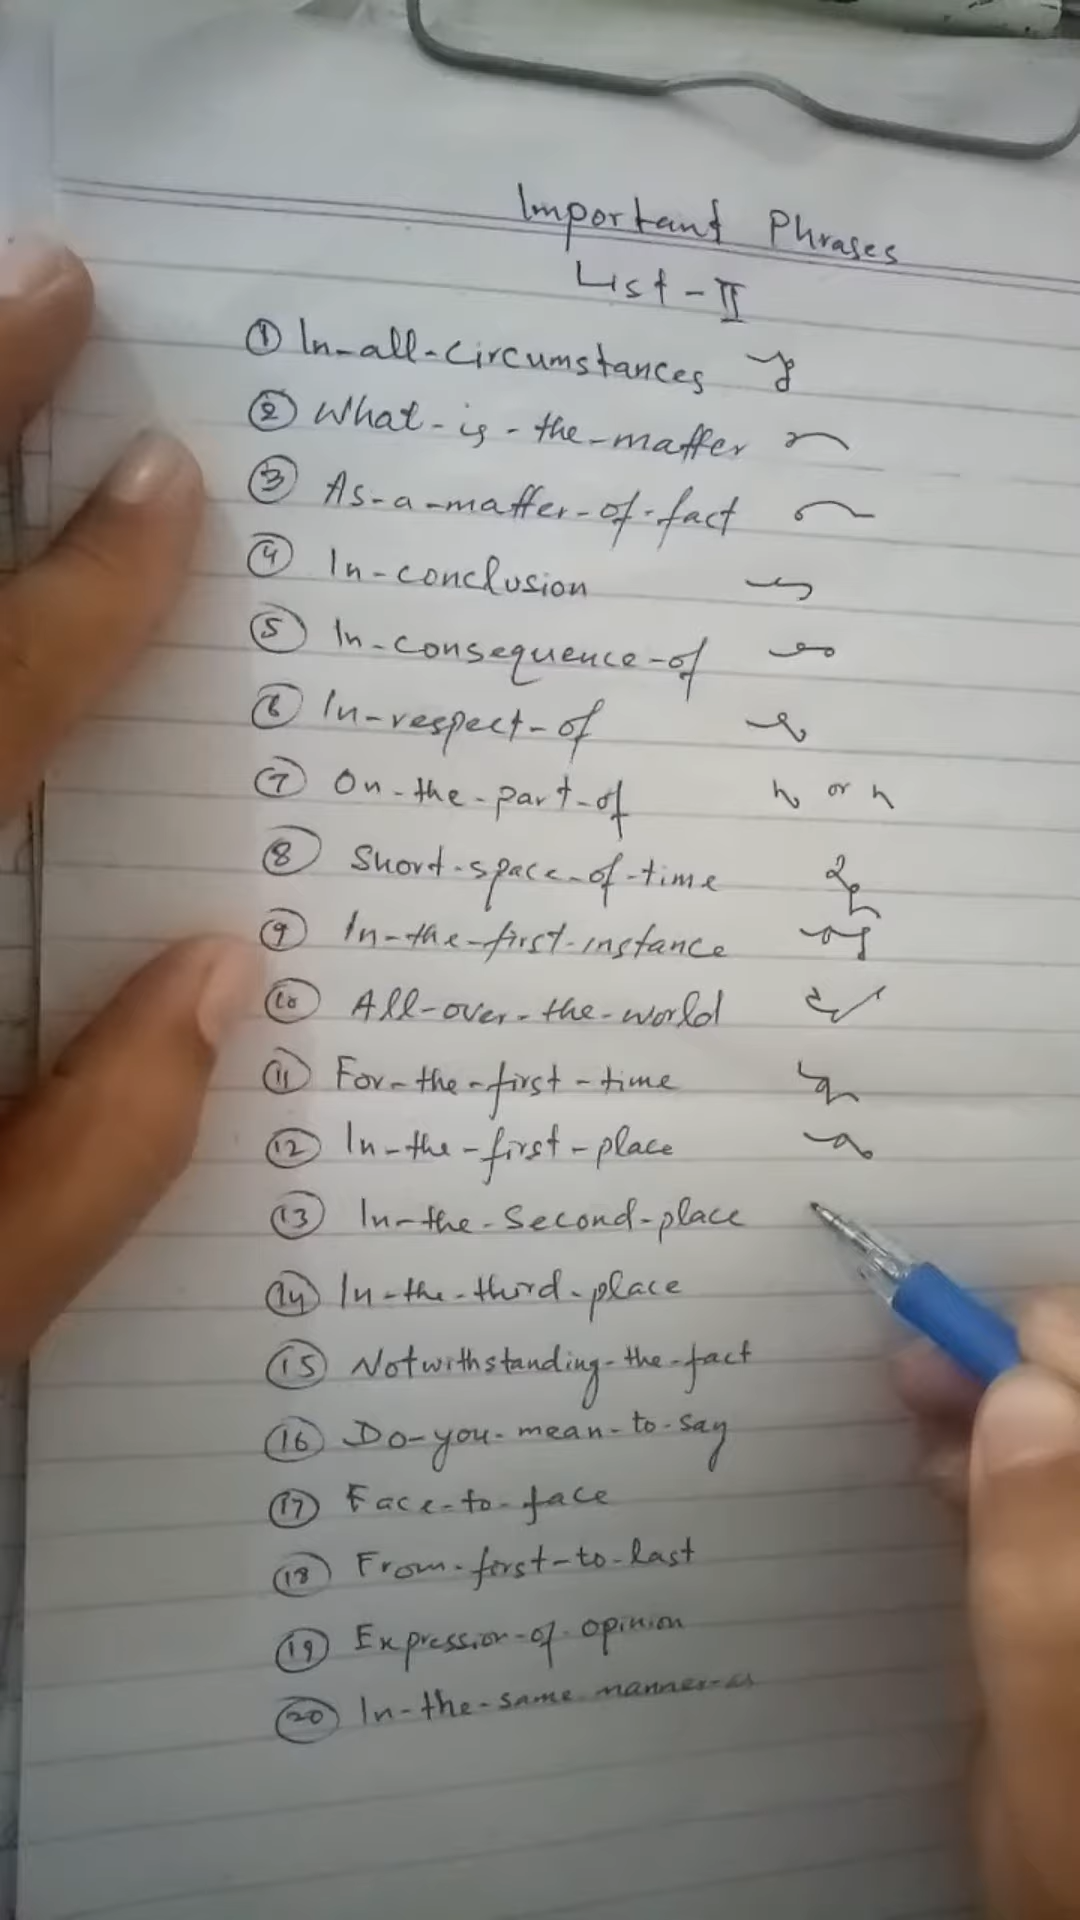 Important Phrases
List-II
① In-all-circumstances
② What-is-the-matter
③ As-a-matter-of-fact
④ In-conclusion
⑤ In-consequence-of
⑥ In-respect-of
⑦ On-the-part-of or
⑧ Short-space-of-time
⑨ In-the-first-instance
⑩ All-over-the-world
⑪ For-the-first-time
⑫ In-the-first-place
⑬ In-the-Second-place
⑭ In-the-third-place
⑮ Notwithstanding-the-fact
⑯ Do-you-mean-to-say
⑰ Face-to-face
⑱ From-first-to-last
⑲ Expression-of-opinion
⑳ In-the-same-manner-as